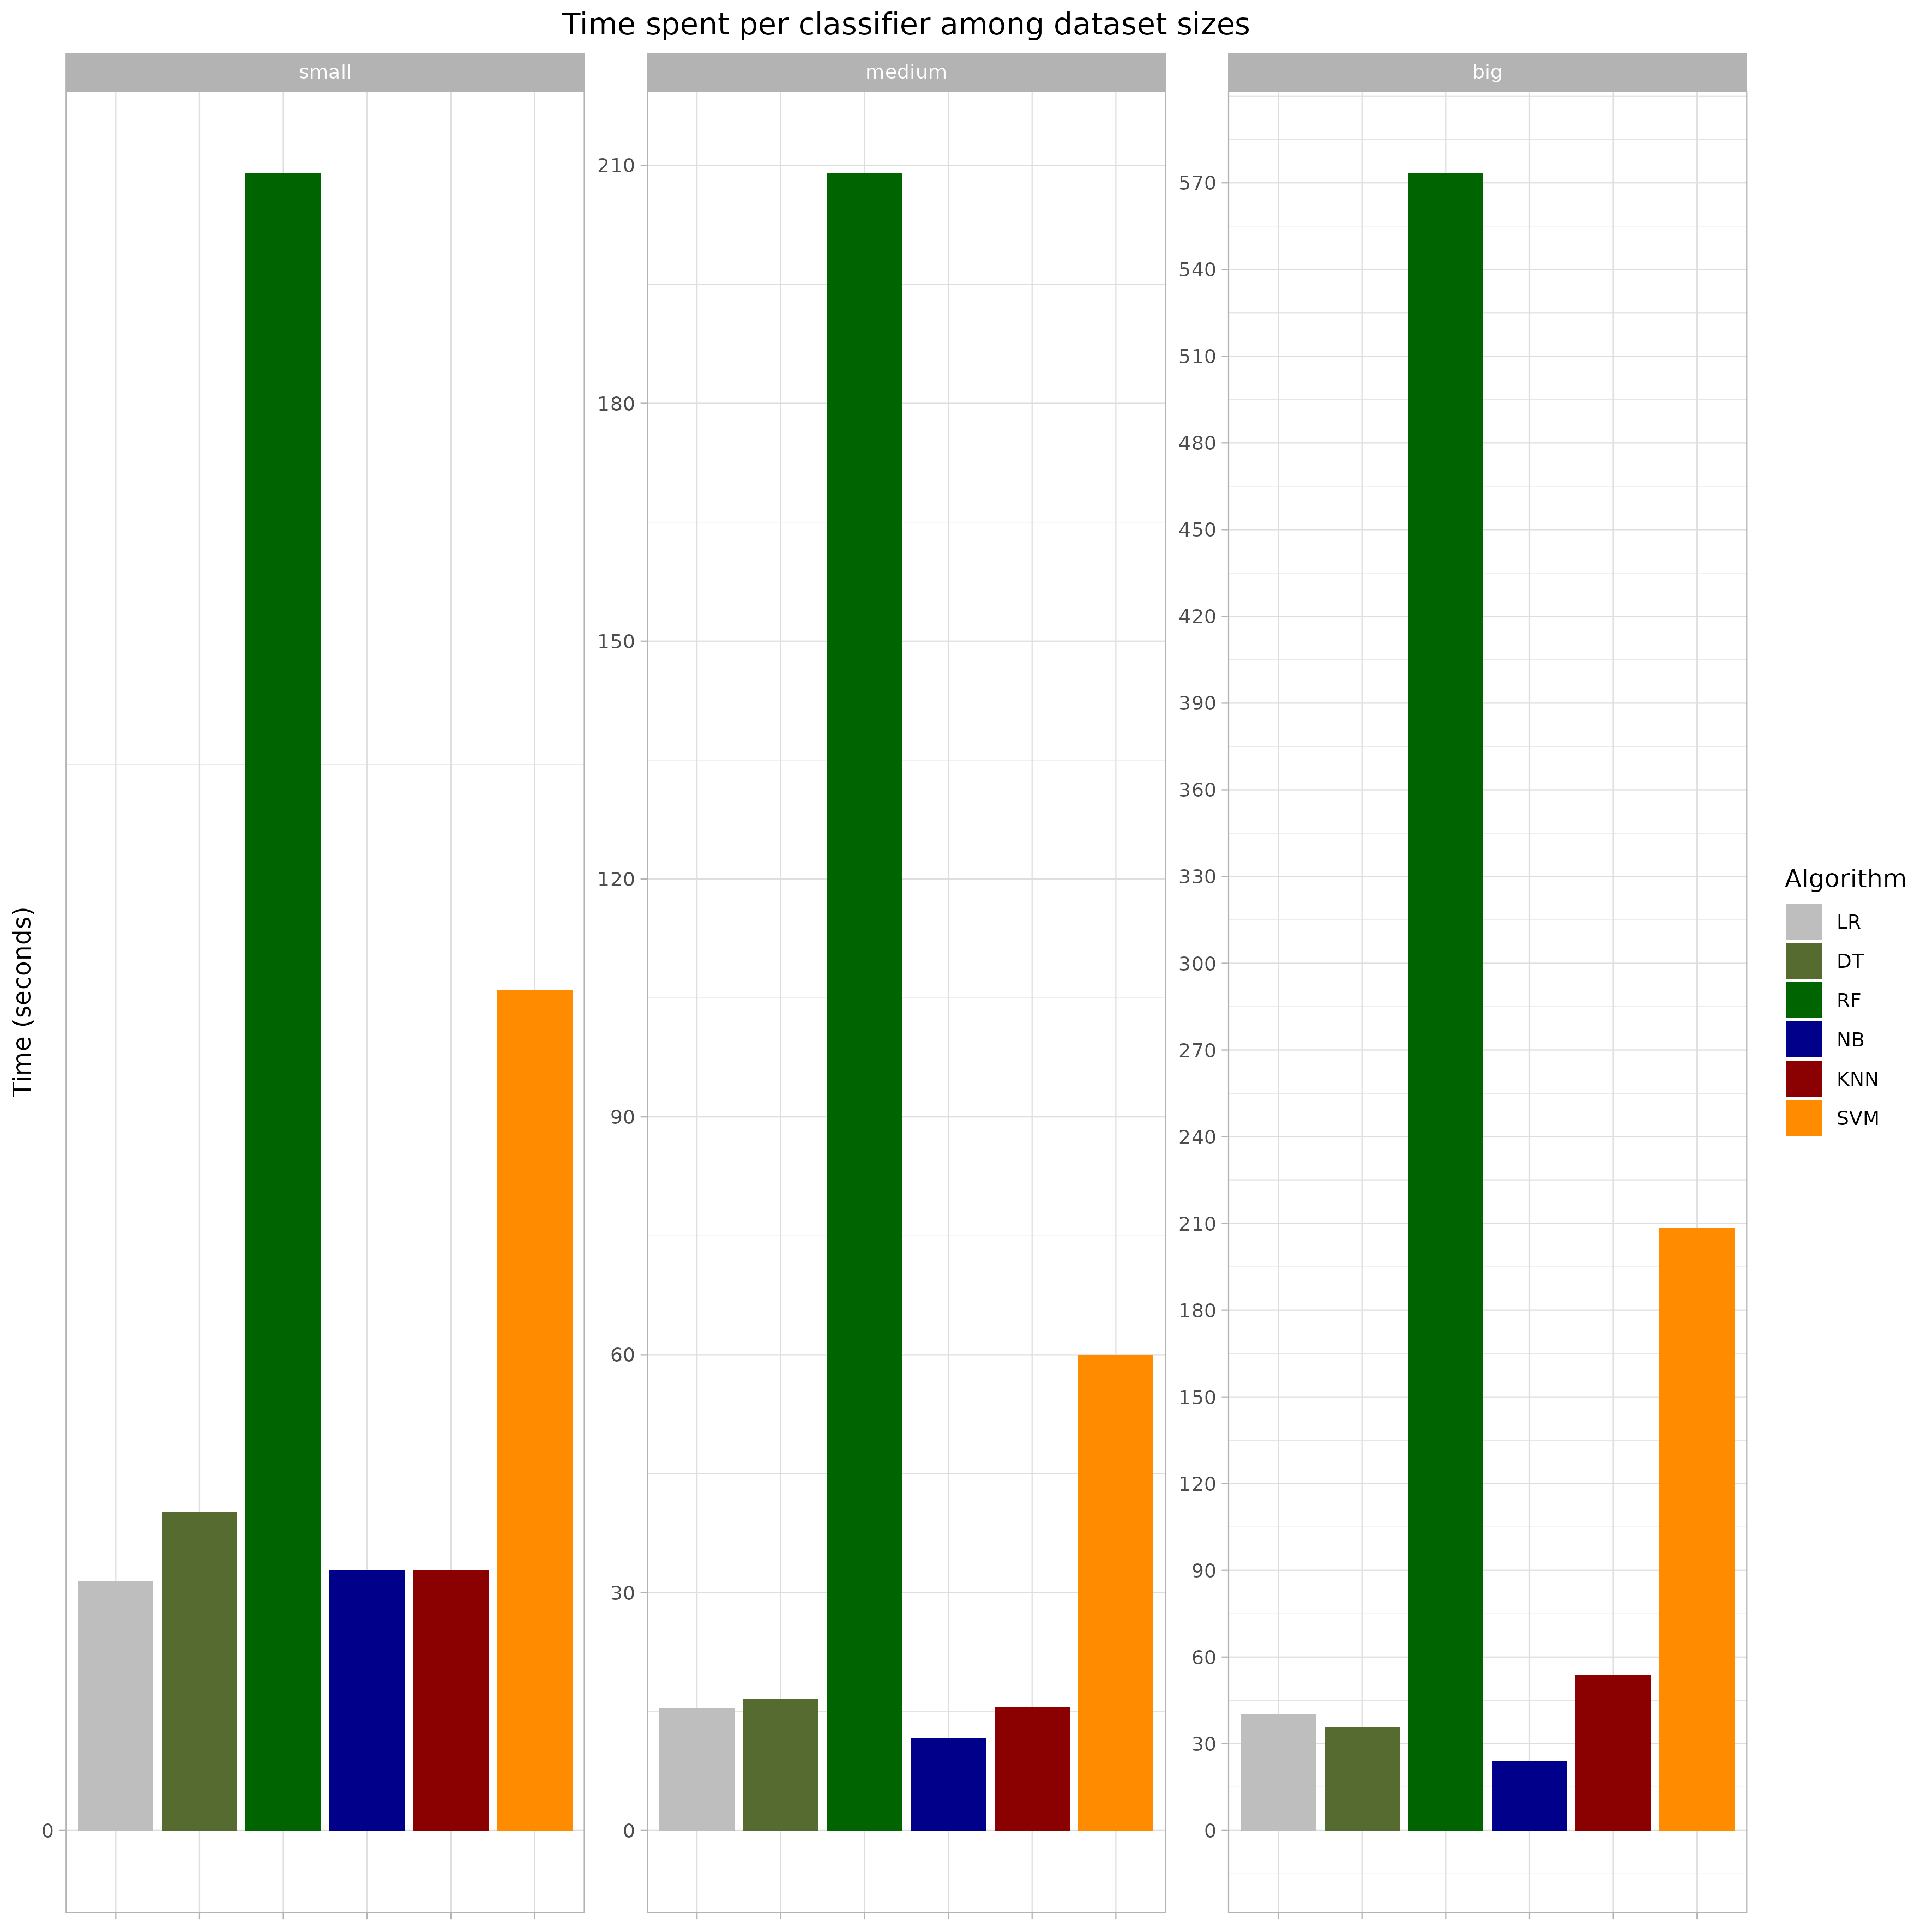 Time spent per classifier among dataset sizes
small
medium
big
Time (seconds)
0
210
180
150
120
90
60
30
0
570
540
510
480
450
420
390
360
330
300
270
240
210
180
150
120
90
60
30
0
Algorithm
LR
DT
RF
NB
KNN
SVM